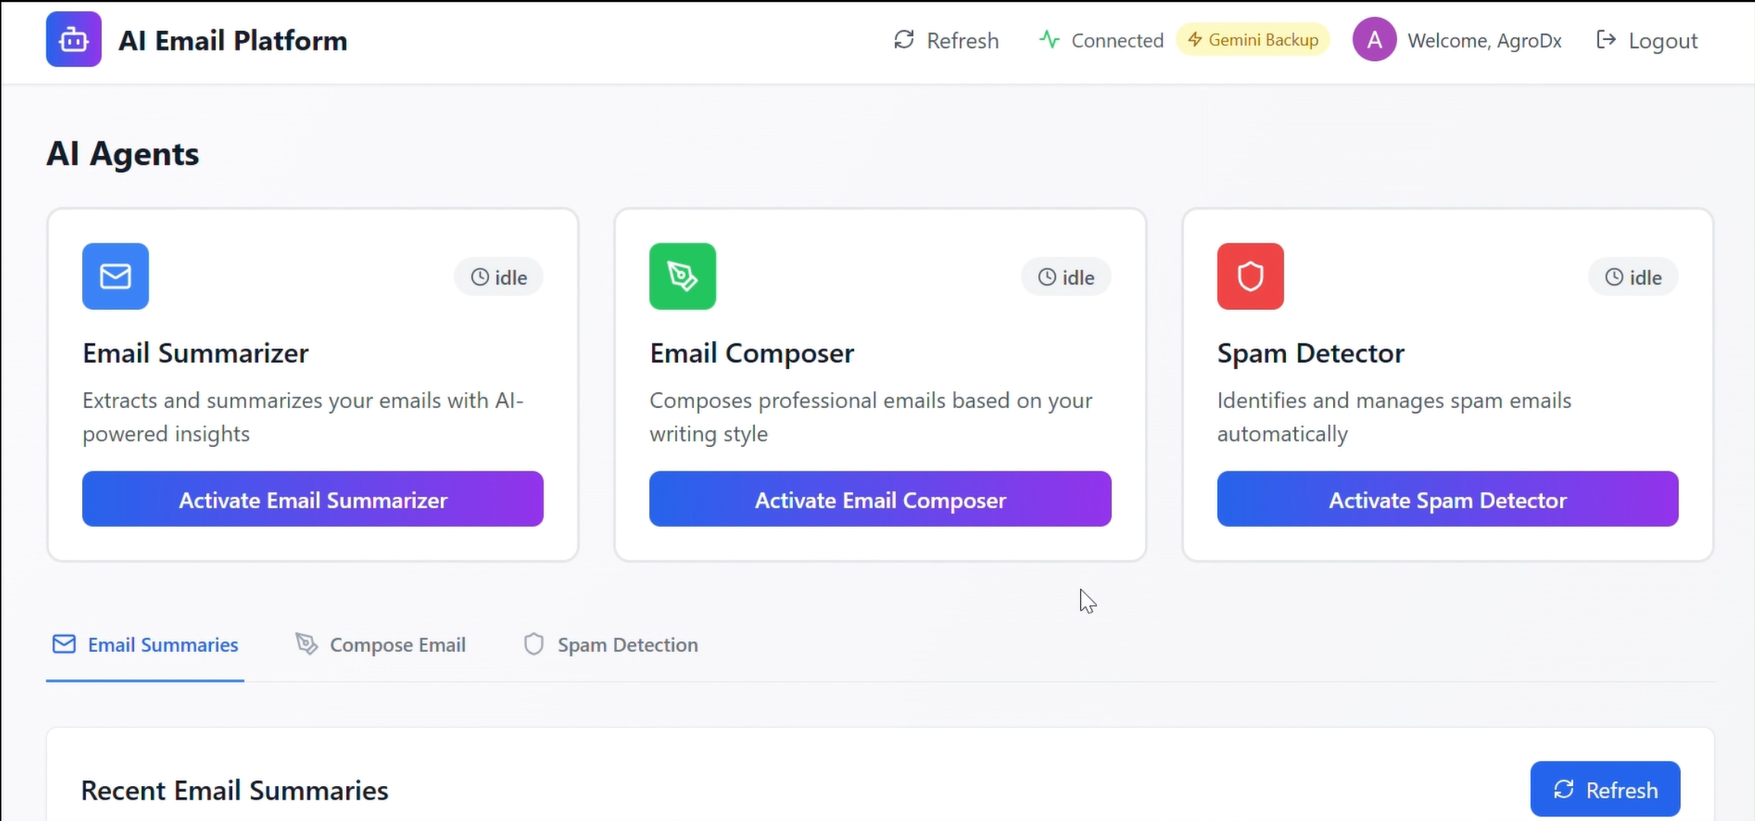 AI Email Platform
Refresh
Connected
Gemini Backup
A
Welcome, AgroDx
Logout
AI Agents
idle
Email Summarizer
Extracts and summarizes your emails with AI-
powered insights
Activate Email Summarizer
idle
Email Composer
Composes professional emails based on your
writing style
Activate Email Composer
idle
Spam Detector
Identifies and manages spam emails
automatically
Activate Spam Detector
Email Summaries
Compose Email
Spam Detection
Recent Email Summaries
Refresh